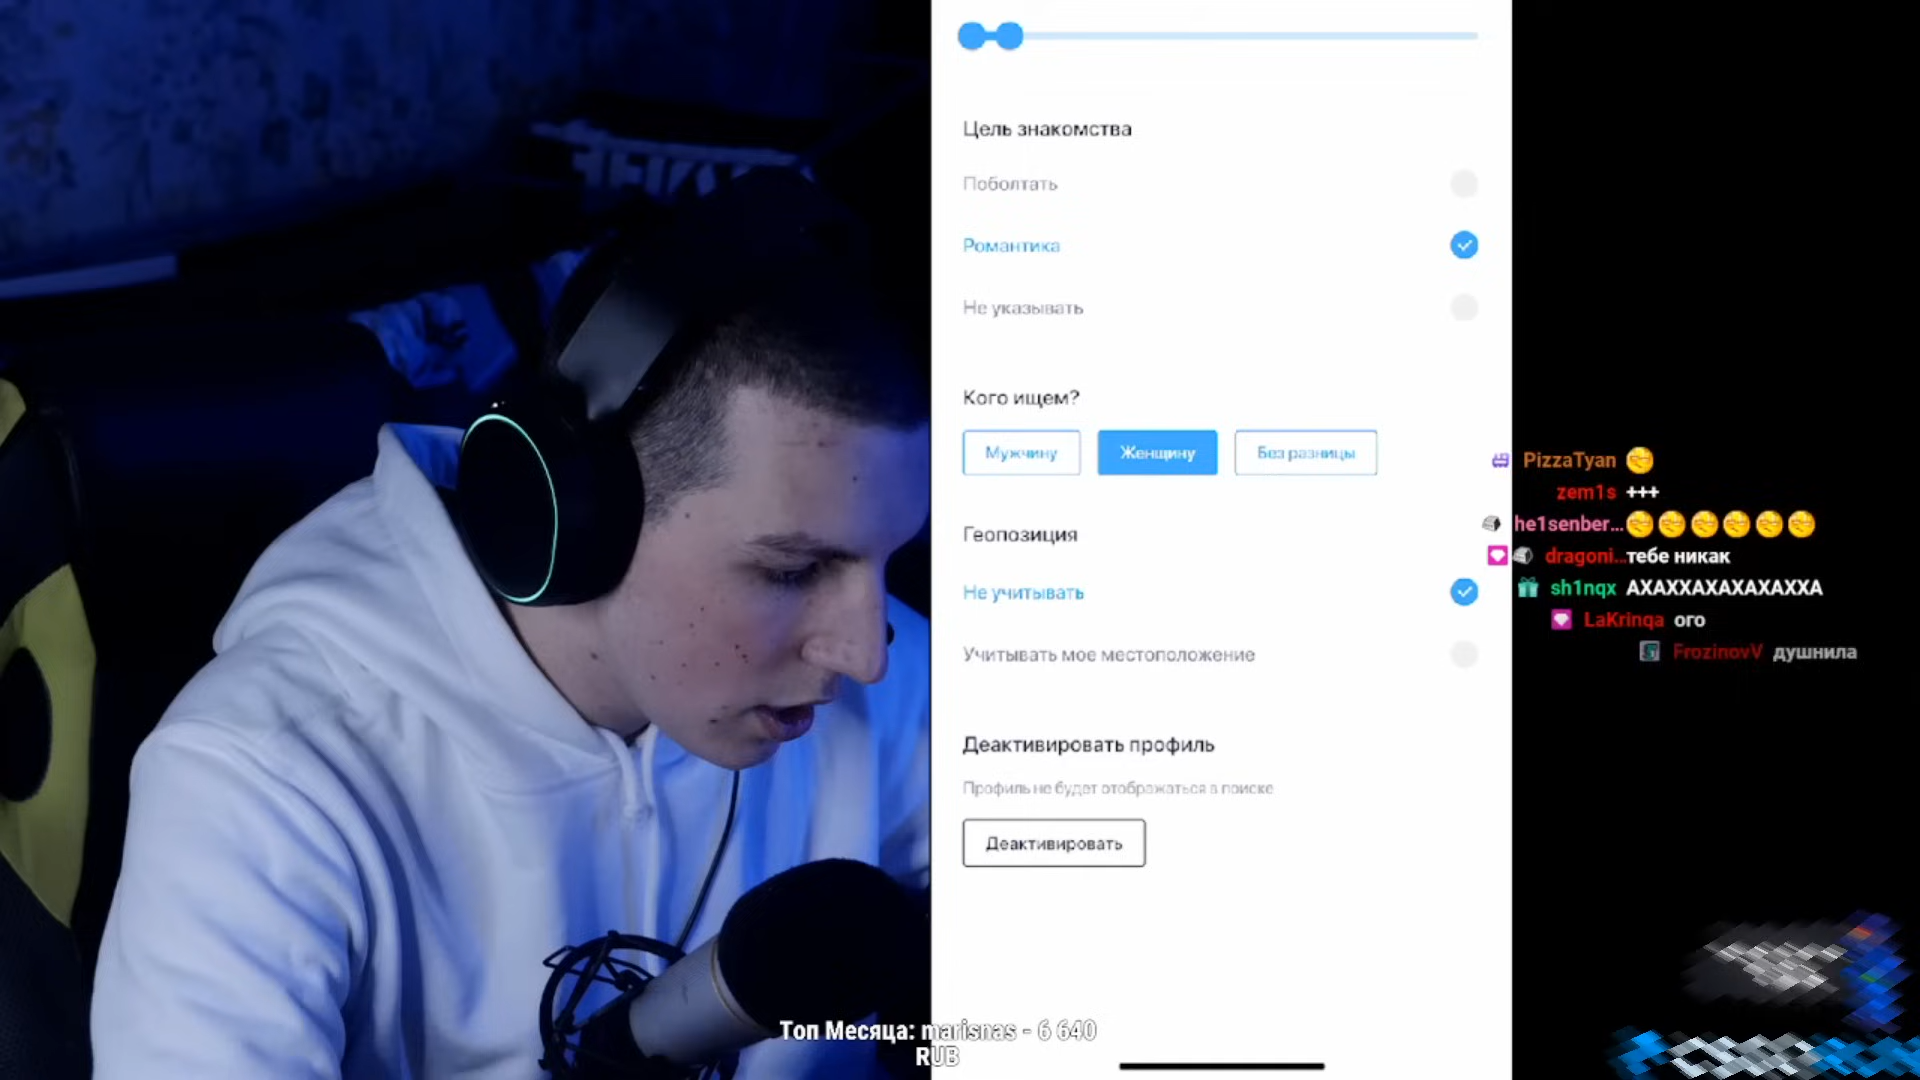 Цель знакомства
Поболтать
Романтика
Не указывать
Кого ищем?
Мужчину Женщину Без разницы
Геопозиция
Не учитывать
Учитывать мое местоположение
Деактивировать профиль
Профиль не будет отображаться в поиске
Деактивировать
PizzaTyan
zem1s +++
he1senber...
dragoni... тебе никак
sh1nqx АХАХХАХАХАХАХХА
LaKrinqa ого
FrozinovV душнила
Топ Месяца: marisnas - 6 640
RUB